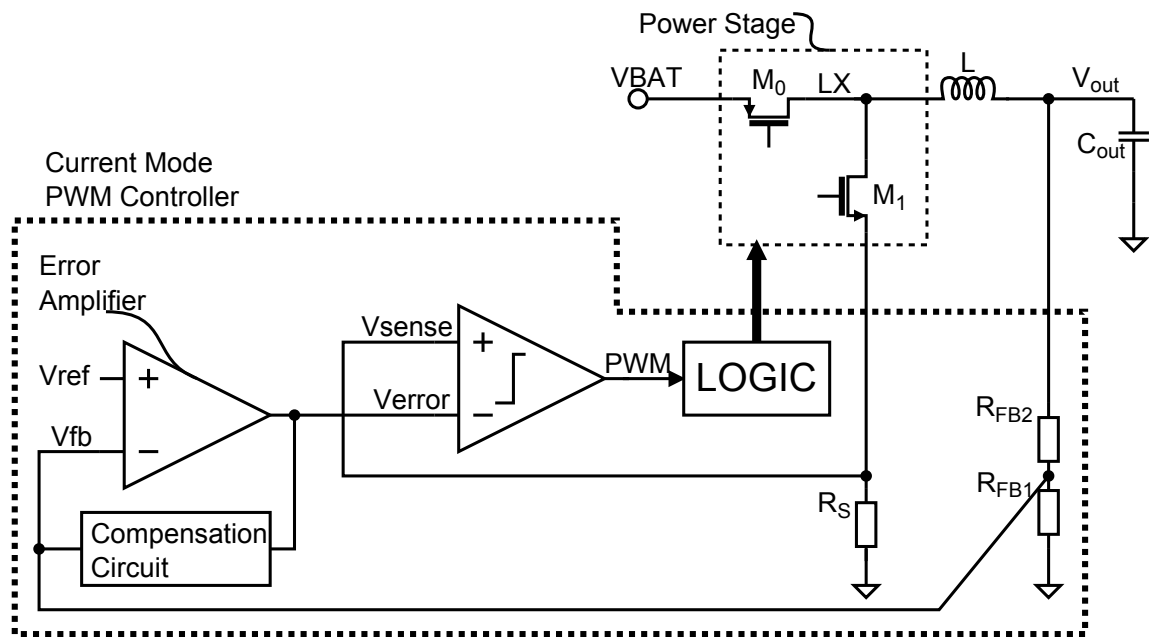 Power Stage
VBAT
M0
LX
L
Vout
Cout
M1
Current Mode
PWM Controller
Error
Amplifier
Vref
+
Vfb
−
Vsense
+
Verror
−
PWM
LOGIC
RFB2
RFB1
RS
Compensation
Circuit